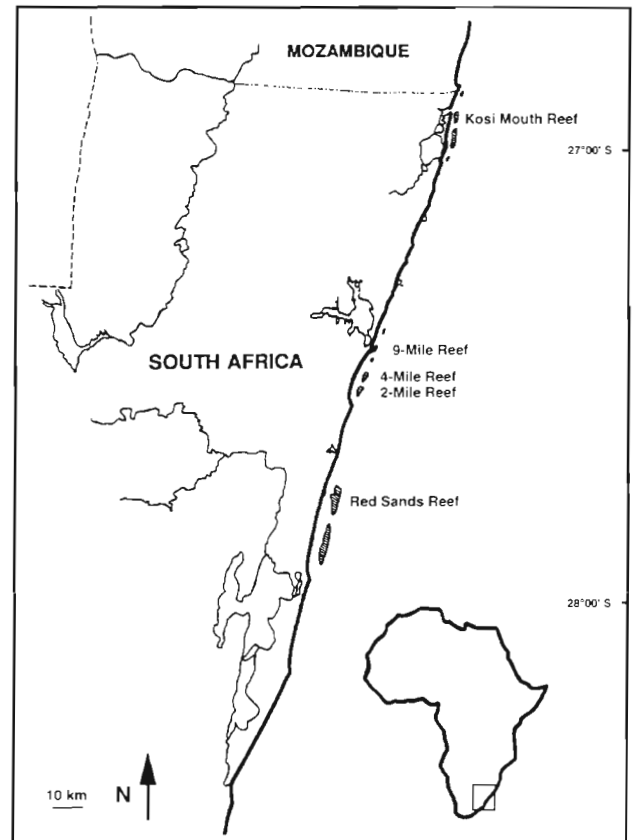 MOZAMBIQUE
Kosi Mouth Reef
27°00' S
9-Mile Reef
SOUTH AFRICA
4-Mile Reef
2-Mile Reef
Red Sands Reef
28°00' S
10 km
N